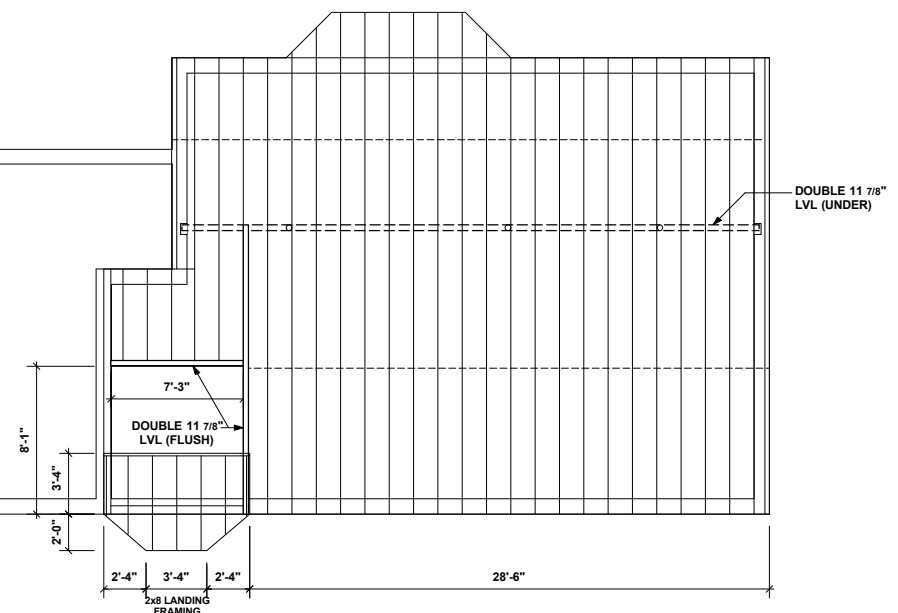 DOUBLE 11 7/8"
LVL (UNDER)
7'-3"
DOUBLE 11 7/8"
LVL (FLUSH)
8'-1"
3'-4"
2'-0"
2'-4"
3'-4"
2'-4"
28'-6"
2x8 LANDING
FRAMING